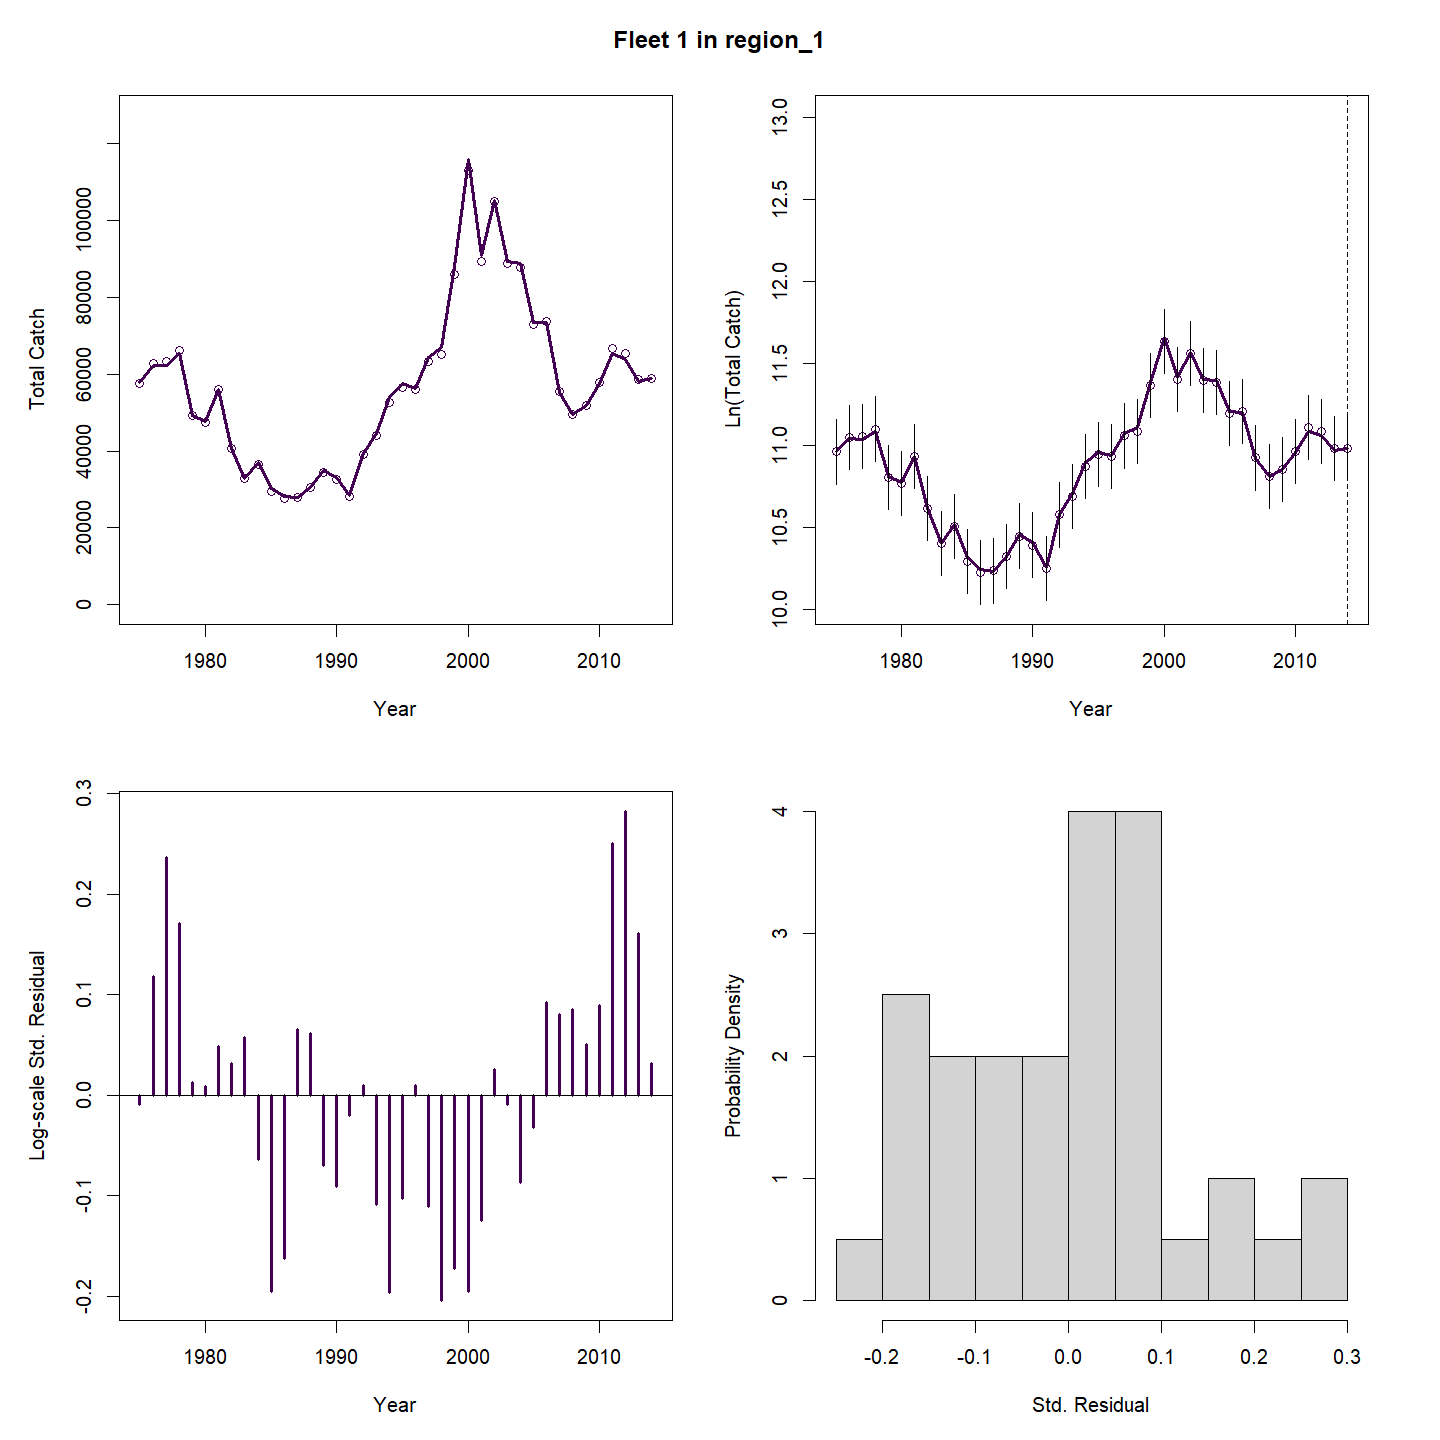 Fleet 1 in region_1
Total Catch
0 20000 40000 60000 80000 100000
1980 1990 2000 2010
Year
Ln(Total Catch)
10.0 10.5 11.0 11.5 12.0 12.5 13.0
1980 1990 2000 2010
Year
Log-scale Std. Residual
-0.2 -0.1 0.0 0.1 0.2 0.3
1980 1990 2000 2010
Year
Probability Density
0 1 2 3 4
-0.2 -0.1 0.0 0.1 0.2 0.3
Std. Residual